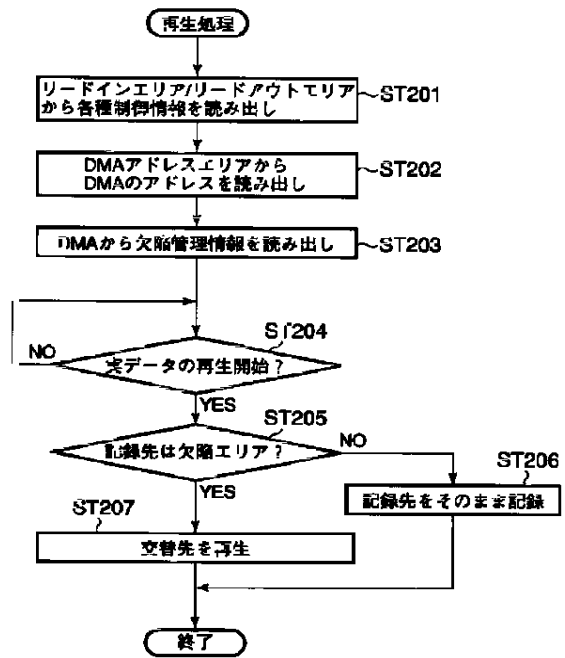 再生処理
リードインエリア/リードアウトエリア
から各種制御情報を読み出し
ST201
DMAアドレスエリアから
DMAのアドレスを読み出し
ST202
DMAから欠陥管理情報を読み出し
ST203
ST204
実データの再生開始?
NO
YES
ST205
記録先は欠陥エリア?
NO
YES
ST206
記録先をそのまま記録
ST207
交替先を再生
終了